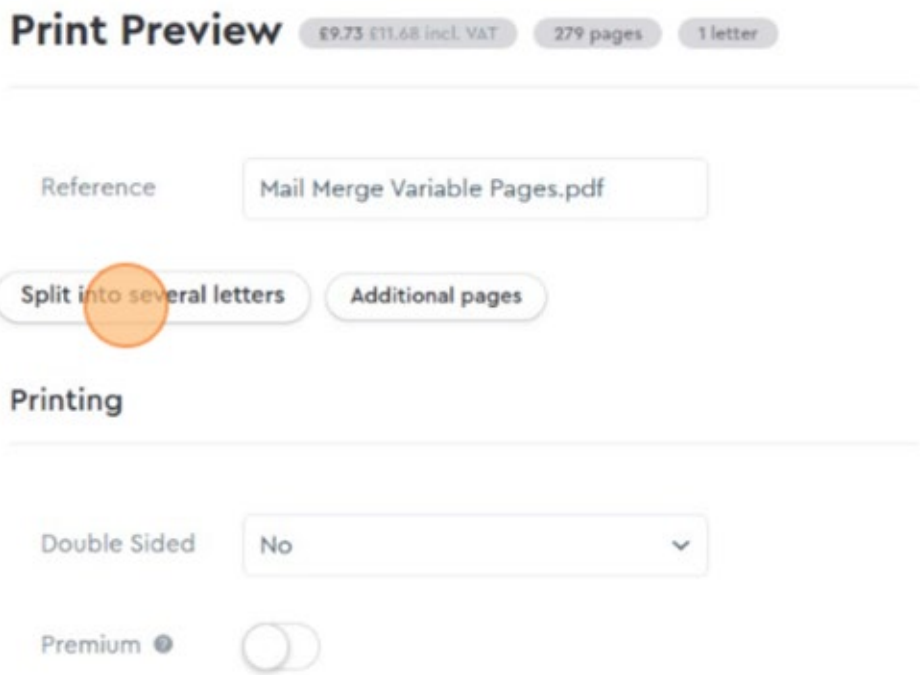 Print Preview £9.73 £11.68 incl. VAT 279 pages 1 letter
Reference Mail Merge Variable Pages.pdf
Split into several letters Additional pages
Printing
Double Sided No
Premium ?